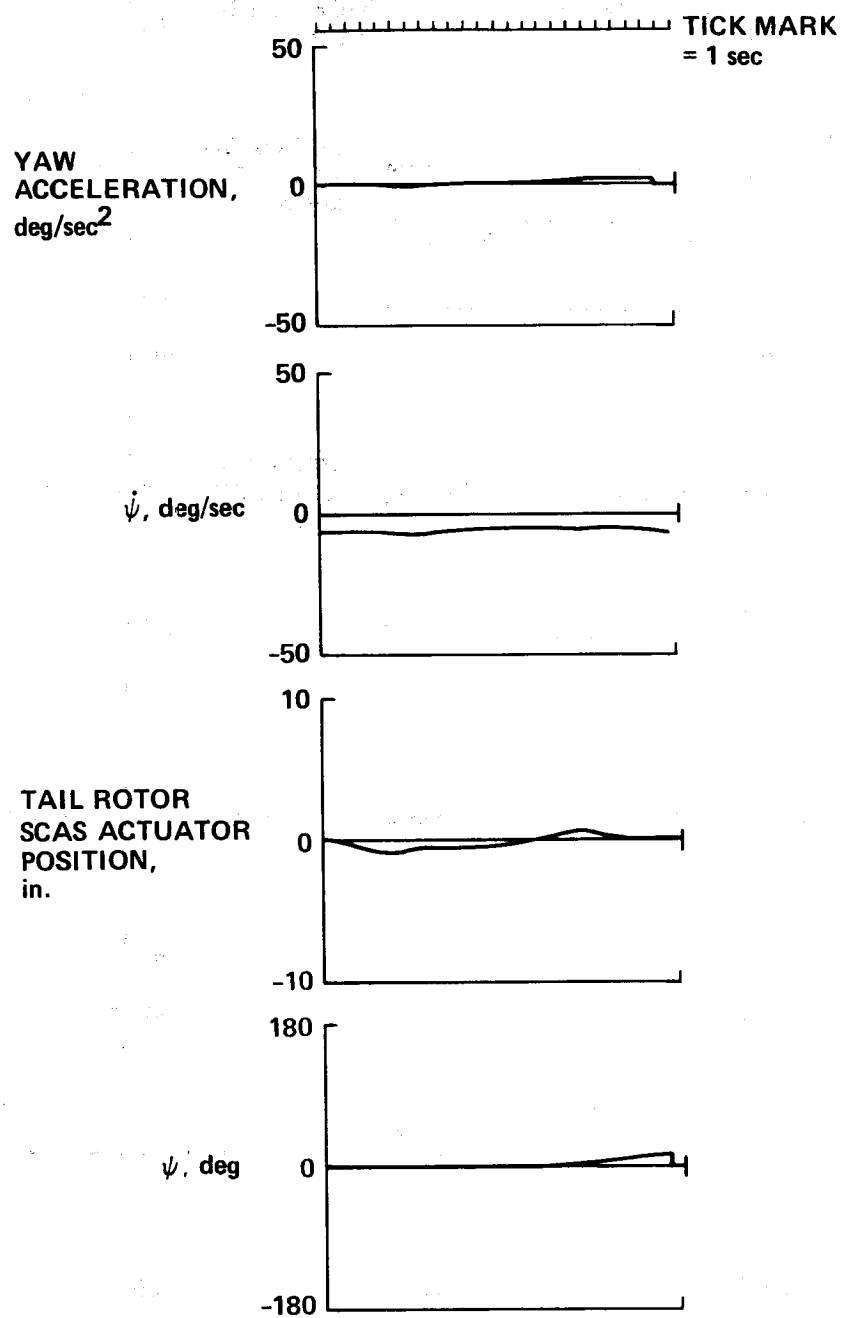 TICK MARK
= 1 sec
50
YAW
ACCELERATION,
deg/sec²
0
-50
50
ψ̇, deg/sec
0
-50
10
TAIL ROTOR
SCAS ACTUATOR
POSITION,
in.
0
-10
180
ψ, deg
0
-180